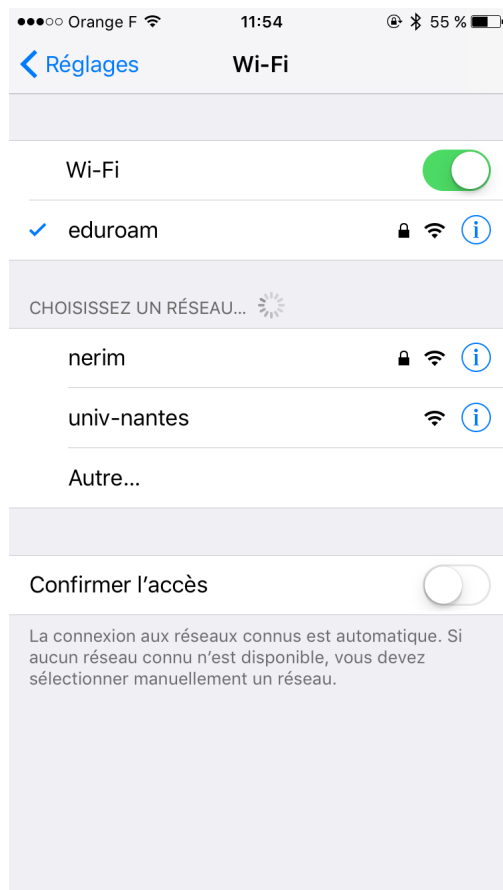 Orange F 11:54 55 %
Réglages Wi-Fi
Wi-Fi
eduroam
CHOISISSEZ UN RÉSEAU...
nerim
univ-nantes
Autre...
Confirmer l’accès
La connexion aux réseaux connus est automatique. Si
aucun réseau connu n’est disponible, vous devez
sélectionner manuellement un réseau.